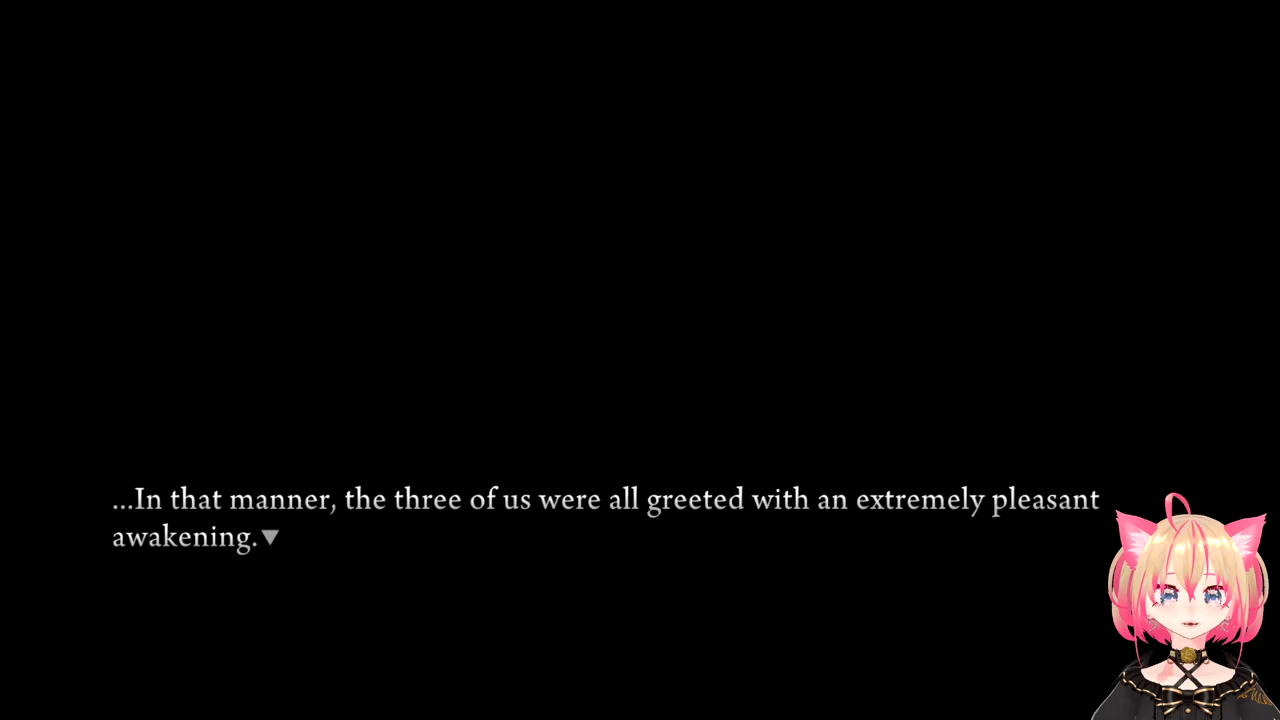 ...In that manner, the three of us were all greeted with an extremely pleasant
awakening.▼